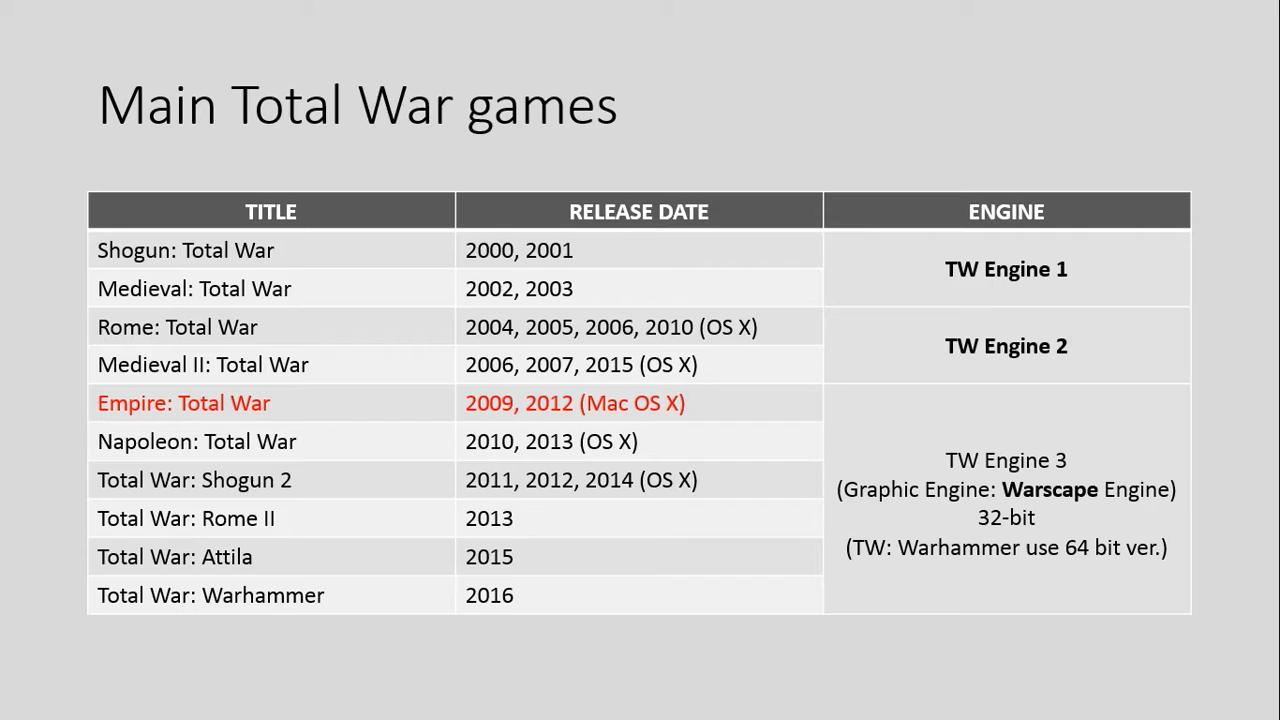 Main Total War games
TITLE RELEASE DATE ENGINE
Shogun: Total War 2000, 2001
TW Engine 1
Medieval: Total War 2002, 2003
Rome: Total War 2004, 2005, 2006, 2010 (OS X)
TW Engine 2
Medieval II: Total War 2006, 2007, 2015 (OS X)
Empire: Total War 2009, 2012 (Mac OS X)
Napoleon: Total War 2010, 2013 (OS X)
Total War: Shogun 2 2011, 2012, 2014 (OS X)
Total War: Rome II 2013
Total War: Attila 2015
Total War: Warhammer 2016
TW Engine 3
(Graphic Engine: Warscape Engine)
32-bit
(TW: Warhammer use 64 bit ver.)